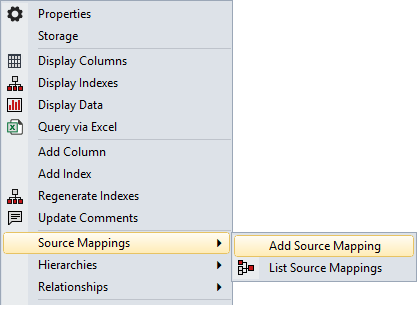 Properties
Storage
Display Columns
Display Indexes
Display Data
Query via Excel
Add Column
Add Index
Regenerate Indexes
Update Comments
Source Mappings
Add Source Mapping
Hierarchies
List Source Mappings
Relationships